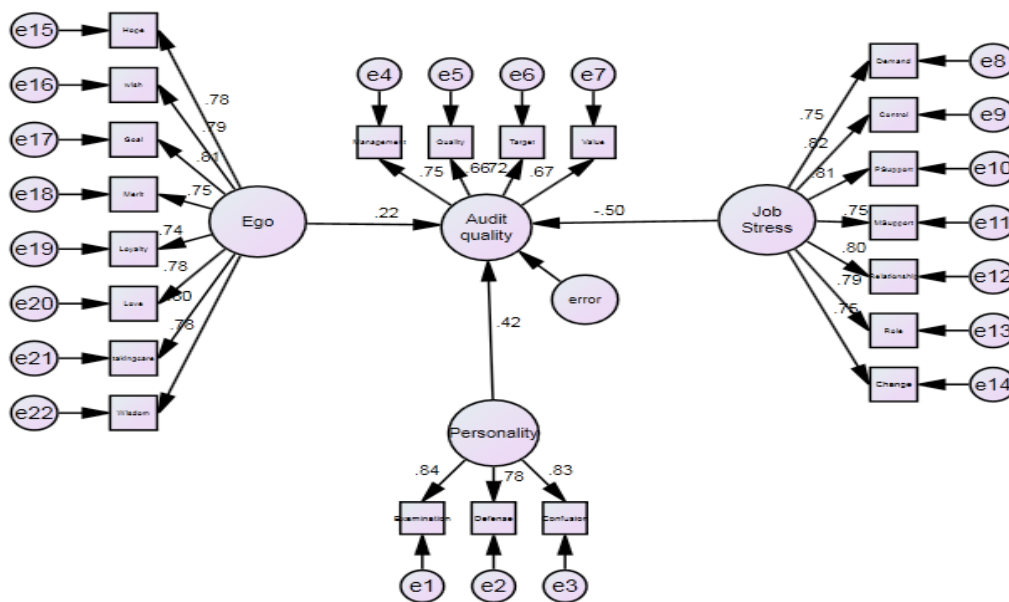 e15
Hope
.78
e16
wish
.79
e17
Goal
.81
e18
Merit
.75
e19
Loyalty
.74
e20
Love
.78
e21
takingcare
.80
e22
Wisdom
.78
Ego
.22
e4
e5
e6
e7
Management
Quality
Target
Value
.75
.66
.72
.67
Audit
quality
error
-.50
.42
Job
Stress
.75
Demand
e8
.82
Control
e9
.81
PSupport
e10
.75
MSupport
e11
.80
Relationship
e12
.79
Role
e13
.75
Change
e14
Personality
.84
.78
.83
Examination
Defense
Confusion
e1
e2
e3